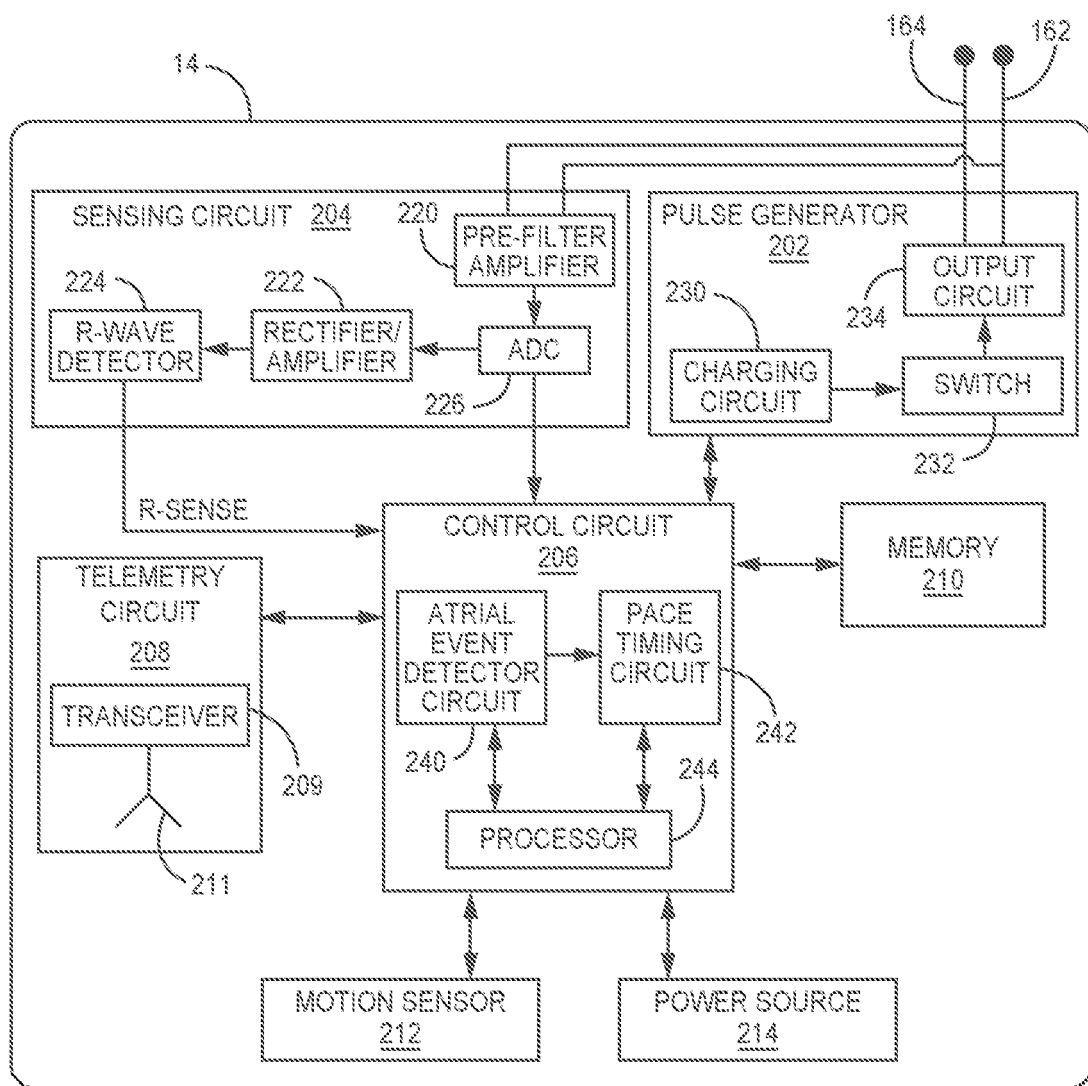 164
162
14
SENSING CIRCUIT 204
220
PRE-FILTER
AMPLIFIER
224
222
R-WAVE
DETECTOR
RECTIFIER/
AMPLIFIER
ADC
226
PULSE GENERATOR
202
230
234
OUTPUT
CIRCUIT
CHARGING
CIRCUIT
SWITCH
232
R-SENSE
CONTROL CIRCUIT
206
MEMORY
210
TELEMETRY
CIRCUIT
208
TRANSCEIVER
209
211
ATRIAL
EVENT
DETECTOR
CIRCUIT
PACE
TIMING
CIRCUIT
240
242
244
PROCESSOR
MOTION SENSOR
212
POWER SOURCE
214